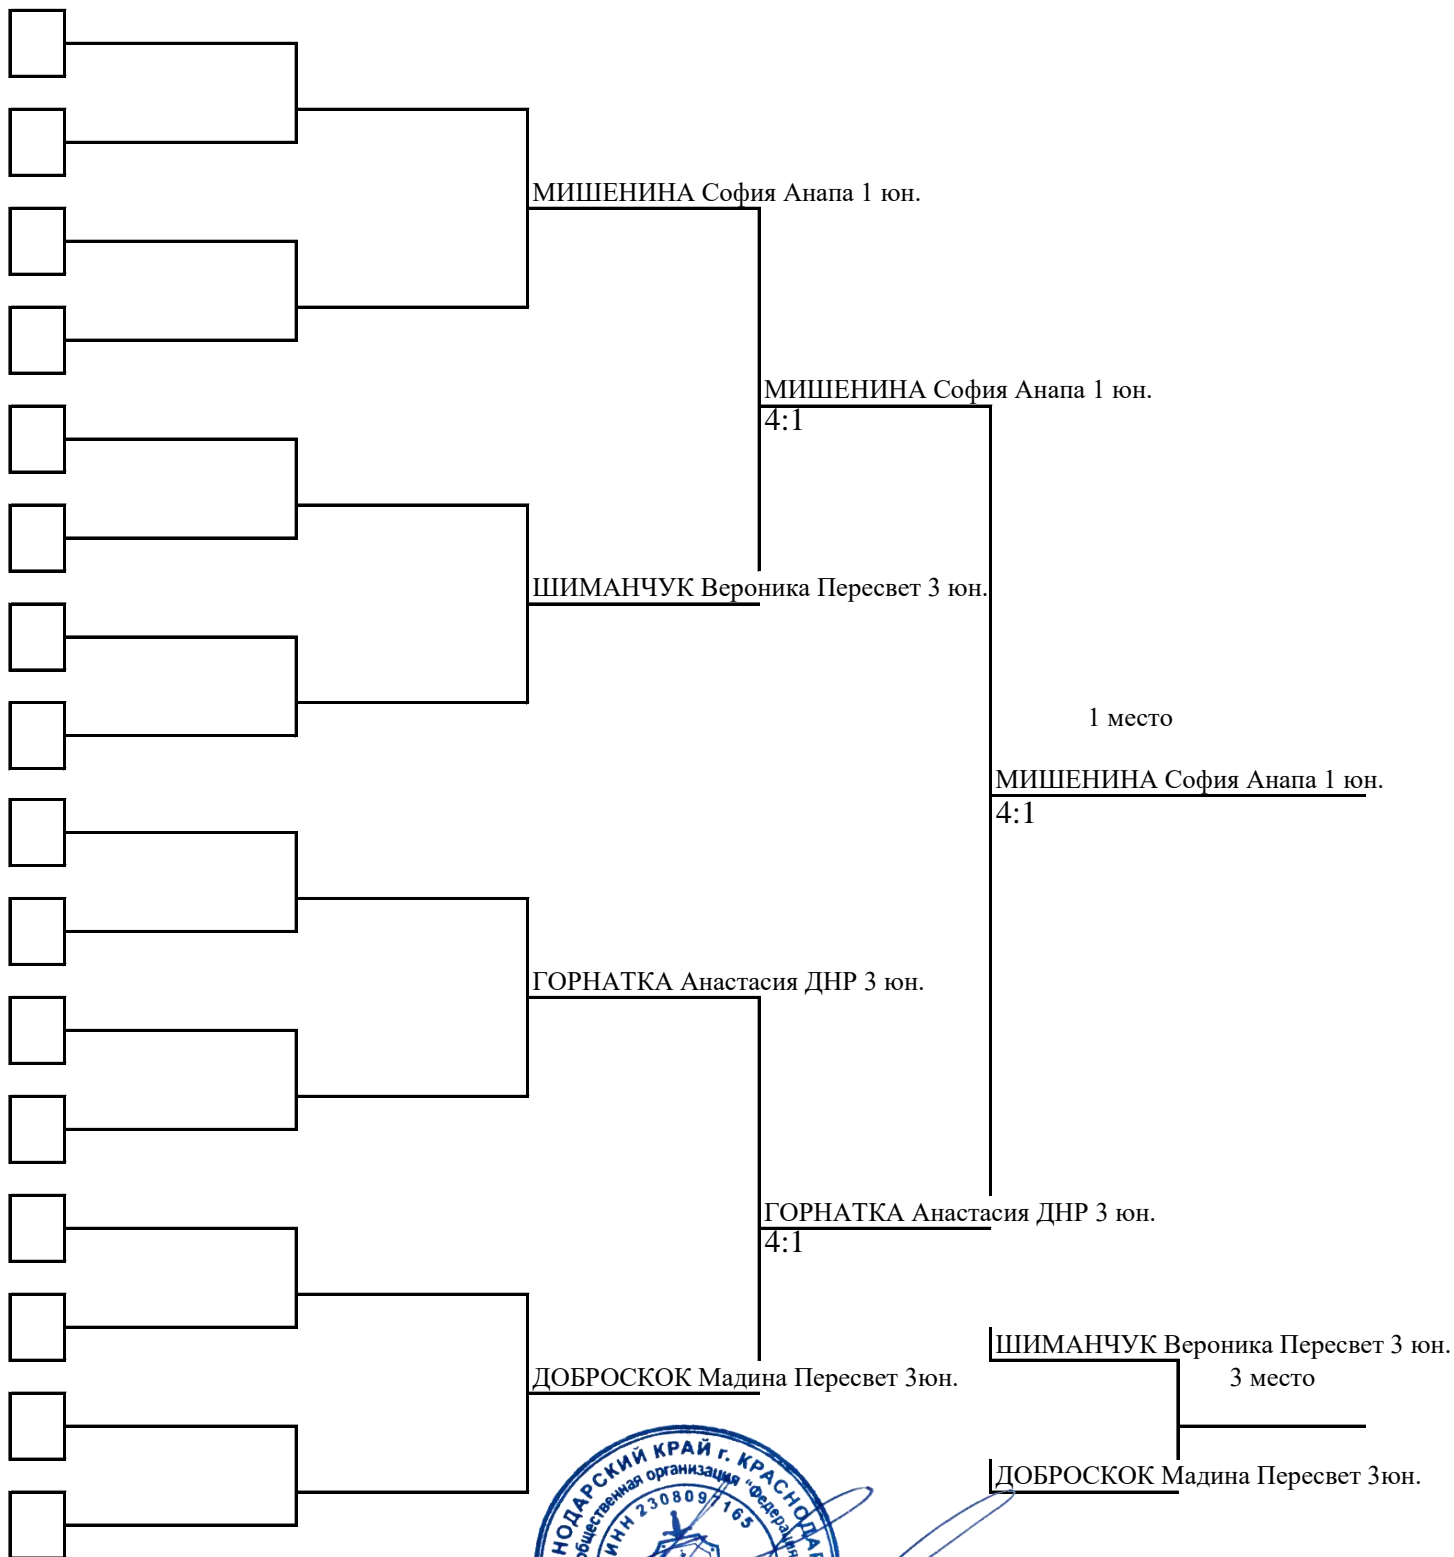 МИШЕНИНА София Анапа 1 юн.
МИШЕНИНА София Анапа 1 юн.
4:1
ШИМАНЧУК Вероника Пересвет 3 юн.
1 место
МИШЕНИНА София Анапа 1 юн.
4:1
ГОРНАТКА Анастасия ДНР 3 юн.
ГОРНАТКА Анастасия ДНР 3 юн.
4:1
ШИМАНЧУК Вероника Пересвет 3 юн.
ДОБРОСКОК Мадина Пересвет 3юн.
3 место
ДОБРОСКОК Мадина Пересвет 3юн.
КРАЙ г.
общественная организация "Федерация
ИНН 2308097165